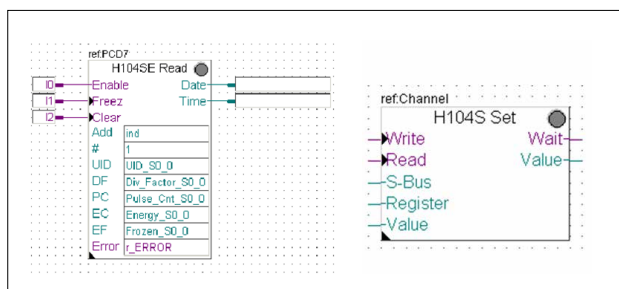 ref:PCD7
H104SE Read
I0 Enable Date
I1 Freez Time
I2 Clear
Add ind
# 1
UID UID_S0_0
DF Div_Factor_S0_0
PC Pulse_Cnt_S0_0
EC Energy_S0_0
EF Frozen_S0_0
Error r_ERROR
ref:Channel
H104S Set
Write Wait
Read Value
S-Bus
Register
Value